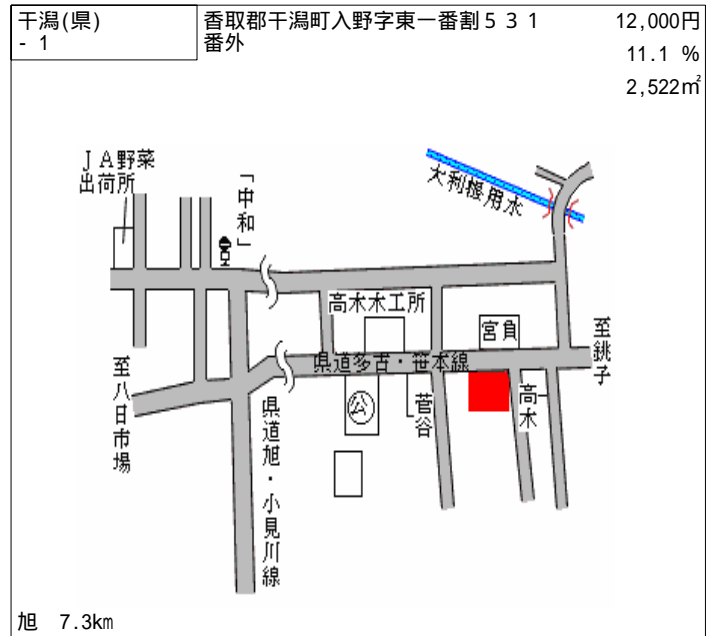 干潟(県)
- 1
香取郡干潟町入野字東一番割５３１
番外
12,000円
11.1 %
2,522㎡
ＪＡ野菜
出荷所
「中和」
大利根用水
高木木工所
宮負
至銚子
県道多古・笹本線
至八日市場
公
菅谷
高木
県道旭・小見川線
旭　7.3km